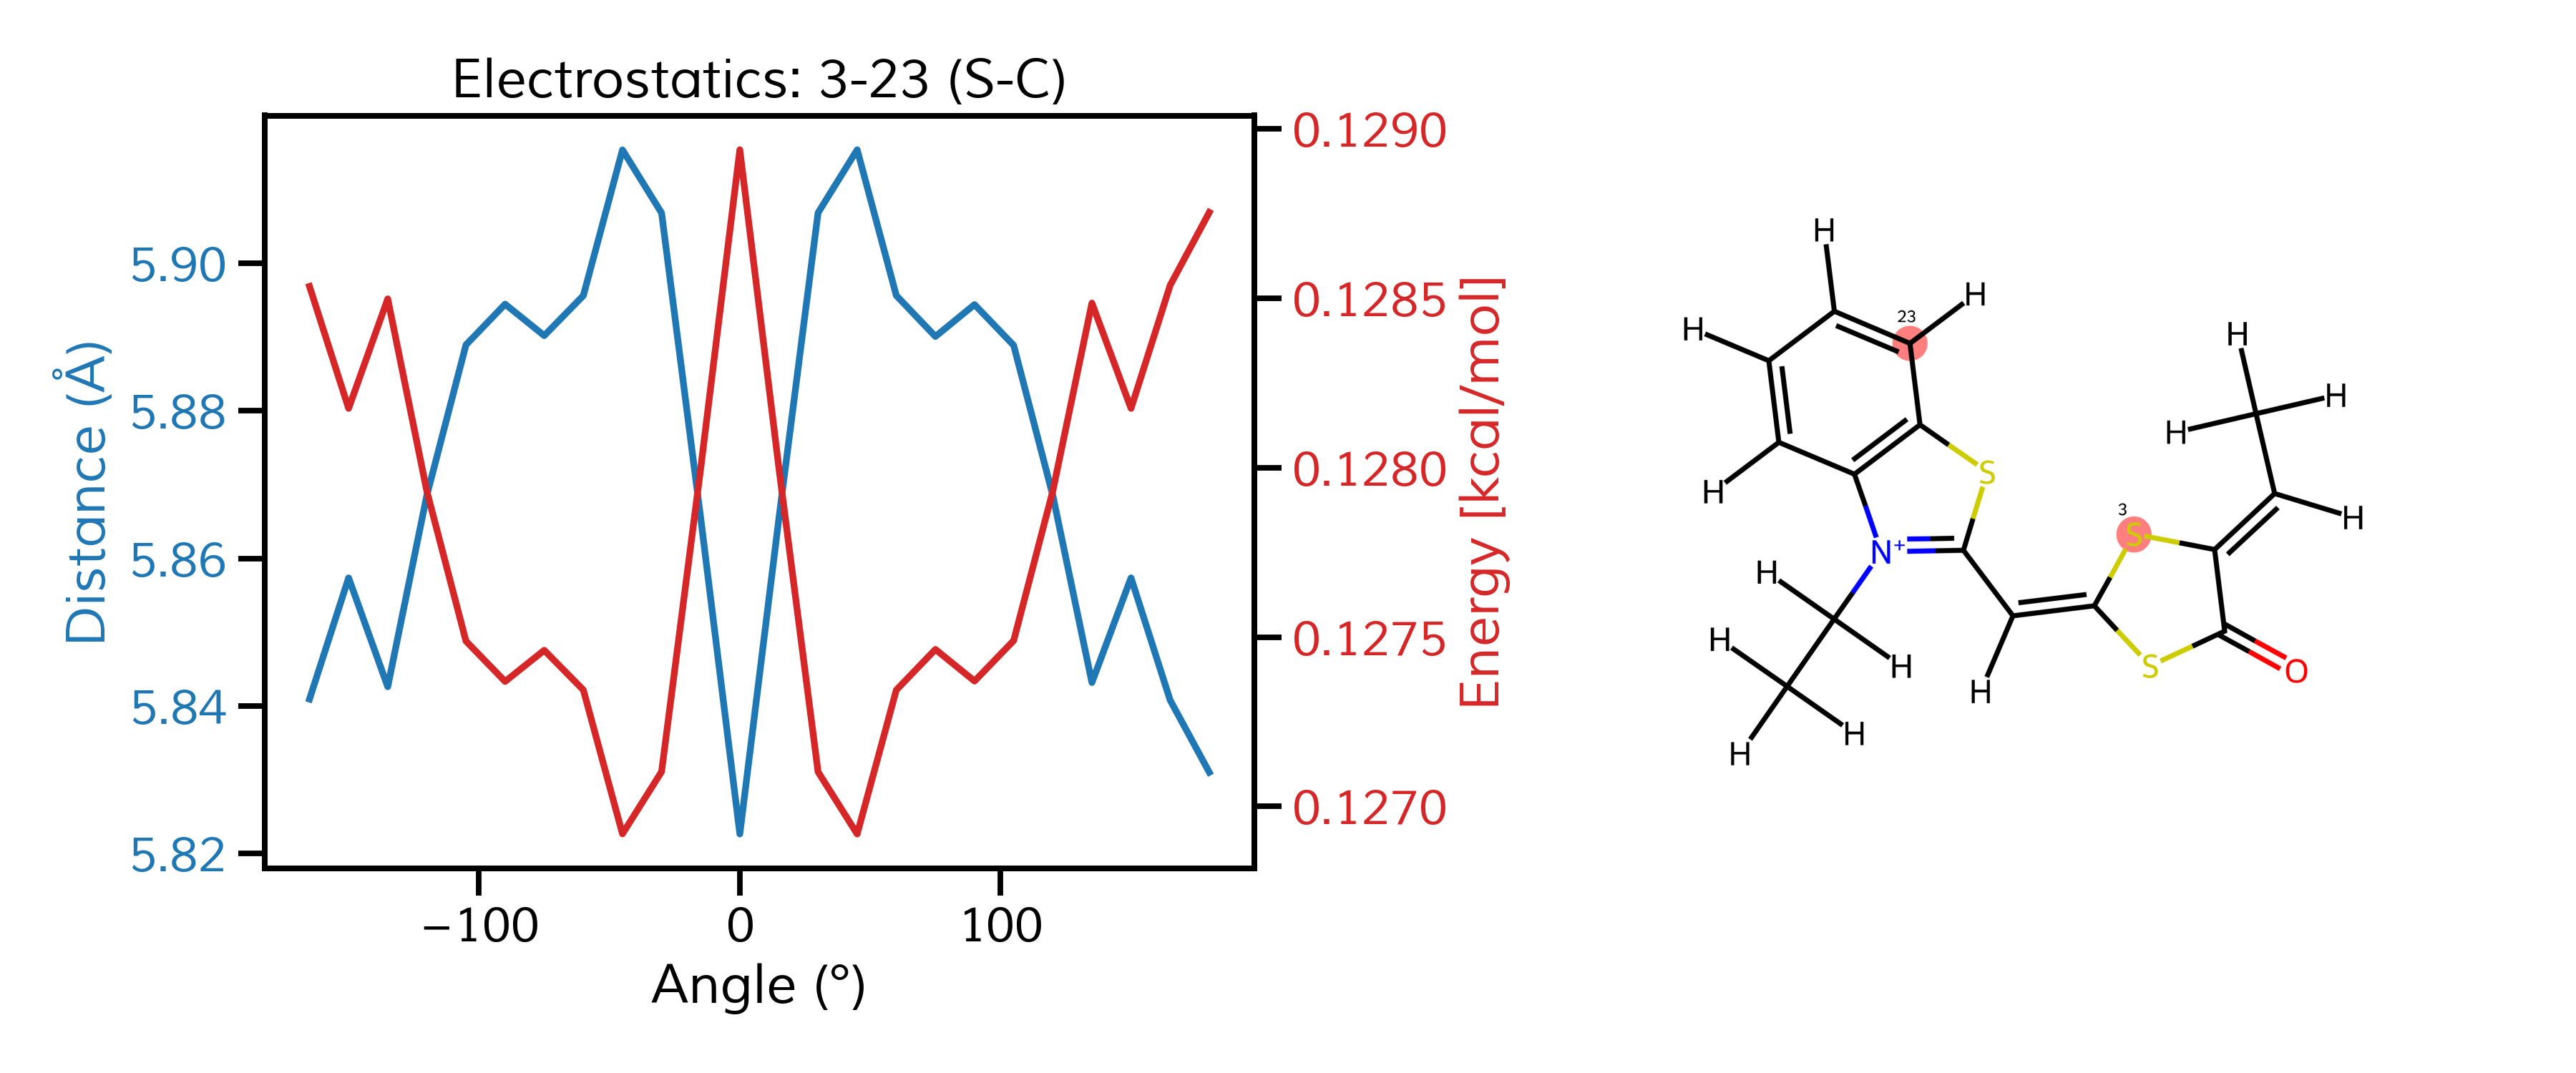 Electrostatics: 3-23 (S-C)
0.1290
5.90
0.1285
5.88
0.1280
5.86
0.1275
5.84
0.1270
5.82
Distance (Å)
Energy [kcal/mol]
−100 0 100
Angle (°)
H
H
23
H
H
H
H
S
3
S
H
H
N+
H
H
H
S
O
H
H
H